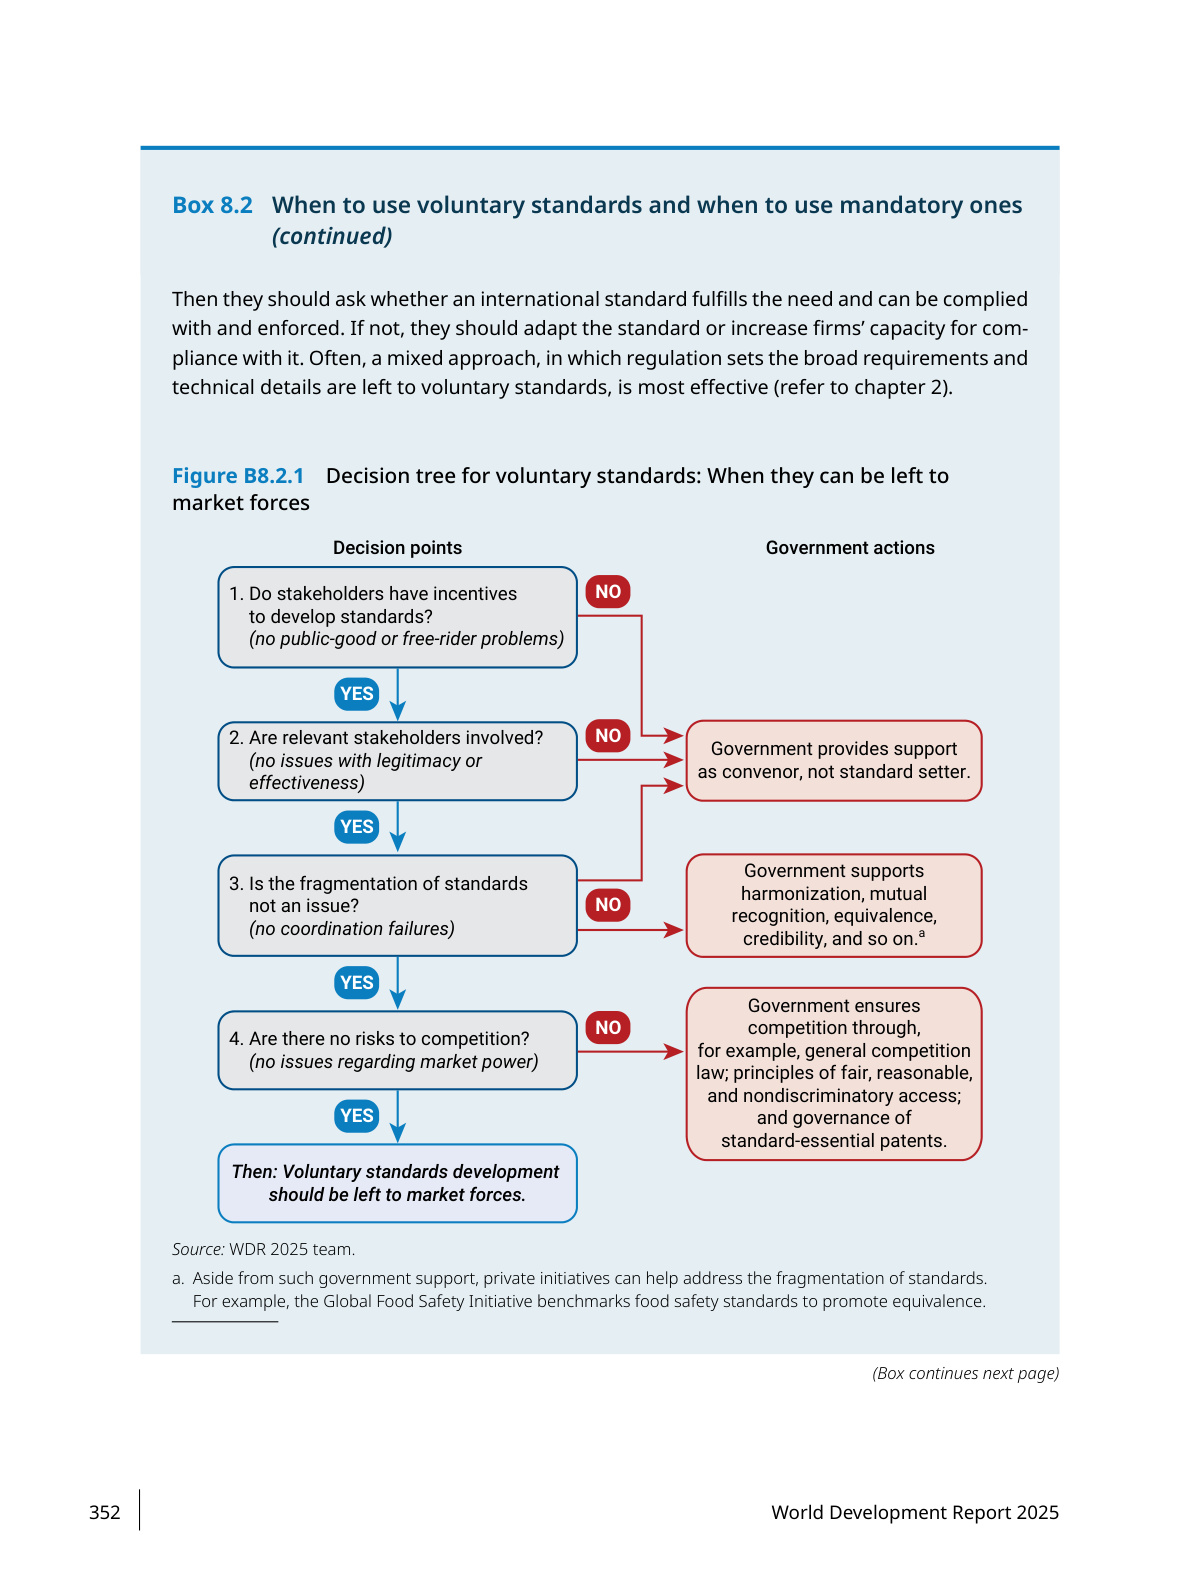 Box 8.2 When to use voluntary standards and when to use mandatory ones
(continued)
Then they should ask whether an international standard fulfills the need and can be complied
with and enforced. If not, they should adapt the standard or increase firms’ capacity for com-
pliance with it. Often, a mixed approach, in which regulation sets the broad requirements and
technical details are left to voluntary standards, is most effective (refer to chapter 2).
Figure B8.2.1 Decision tree for voluntary standards: When they can be left to
market forces
Decision points
Government actions
1. Do stakeholders have incentives
to develop standards?
(no public-good or free-rider problems)
NO
YES
2. Are relevant stakeholders involved?
(no issues with legitimacy or
effectiveness)
NO
Government provides support
as convenor, not standard setter.
YES
3. Is the fragmentation of standards
not an issue?
(no coordination failures)
NO
Government supports
harmonization, mutual
recognition, equivalence,
credibility, and so on.a
YES
4. Are there no risks to competition?
(no issues regarding market power)
NO
Government ensures
competition through,
for example, general competition
law; principles of fair, reasonable,
and nondiscriminatory access;
and governance of
standard-essential patents.
YES
Then: Voluntary standards development
should be left to market forces.
Source: WDR 2025 team.
a. Aside from such government support, private initiatives can help address the fragmentation of standards.
For example, the Global Food Safety Initiative benchmarks food safety standards to promote equivalence.
(Box continues next page)
352
World Development Report 2025